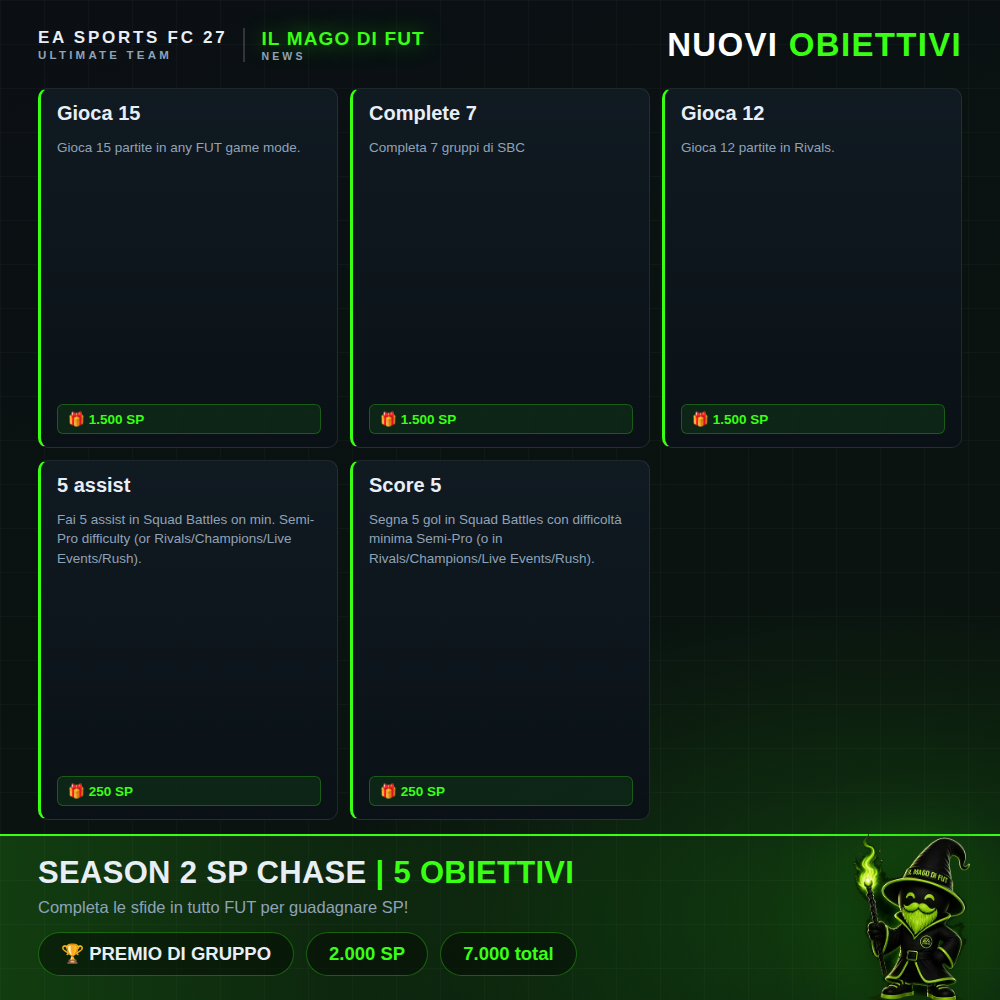 EA SPORTS FC 27
ULTIMATE TEAM
IL MAGO DI FUT
NEWS
NUOVI OBIETTIVI
Gioca 15
Gioca 15 partite in any FUT game mode.
1.500 SP
Complete 7
Completa 7 gruppi di SBC
1.500 SP
Gioca 12
Gioca 12 partite in Rivals.
1.500 SP
5 assist
Fai 5 assist in Squad Battles on min. Semi-
Pro difficulty (or Rivals/Champions/Live
Events/Rush).
250 SP
Score 5
Segna 5 gol in Squad Battles con difficoltà
minima Semi-Pro (o in
Rivals/Champions/Live Events/Rush).
250 SP
SEASON 2 SP CHASE | 5 OBIETTIVI
Completa le sfide in tutto FUT per guadagnare SP!
PREMIO DI GRUPPO
2.000 SP
7.000 total
IL MAGO DI FUT